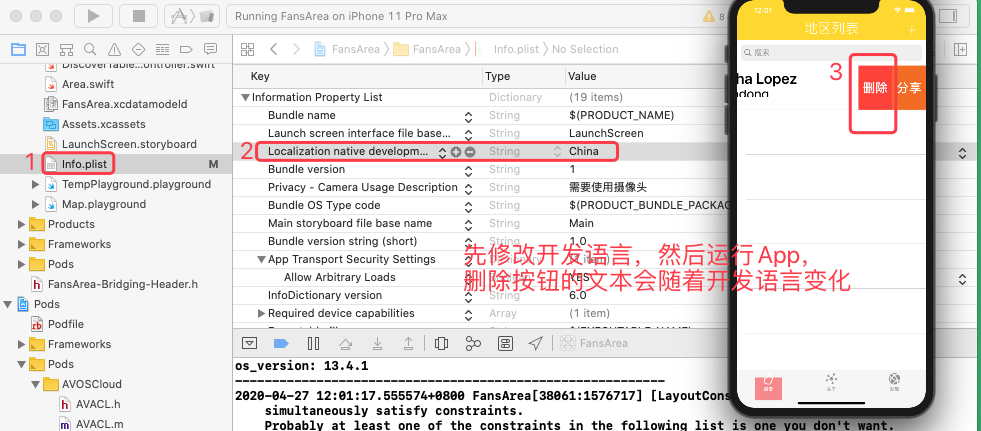 Running FansArea on iPhone 11 Pro Max
8
FansArea
FansArea
Info.plist
No Selection
DiscoverTable...ontroller.swift
Area.swift
FansArea.xcdatamodeld
Assets.xcassets
LaunchScreen.storyboard
1
Info.plist
M
TempPlayground.playground
Map.playground
Products
Frameworks
Pods
FansArea-Bridging-Header.h
Pods
Podfile
Frameworks
Pods
AVOSCloud
AVACL.h
AVACL.m
Key Type Value
Information Property List Dictionary (19 items)
Bundle name String $(PRODUCT_NAME)
Launch screen interface file base... String LaunchScreen
2
Localization native developm... String China
Bundle version String 1
Privacy - Camera Usage Description String 需要使用摄像头
Bundle OS Type code String $(PRODUCT_BUNDLE_PACKAG
Main storyboard file base name String Main
Bundle version string (short) String 1.0
App Transport Security Settings
Allow Arbitrary Loads YES
InfoDictionary version String 6.0
Required device capabilities Array (1 item)
先修改开发语言，然后运行App，
删除按钮的文本会随着开发语言变化
FansArea
os_version: 13.4.1
2020-04-27 12:01:17.555574+0800 FansArea[38061:1576717] [LayoutCons
simultaneously satisfy constraints.
Probably at least one of the constraints in the following list is one you don't want.
12:01
地区列表
+
搜索
3
ha Lopez
ndong
删除
分享